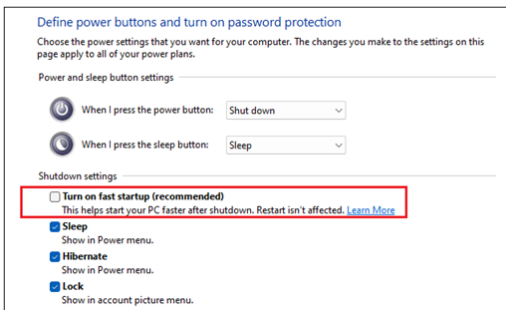 Define power buttons and turn on password protection
Choose the power settings that you want for your computer. The changes you make to the settings on this
page apply to all of your power plans.
Power and sleep button settings
When I press the power button: Shut down
When I press the sleep button: Sleep
Shutdown settings
Turn on fast startup (recommended)
This helps start your PC faster after shutdown. Restart isn't affected. Learn More
Sleep
Show in Power menu.
Hibernate
Show in Power menu.
Lock
Show in account picture menu.